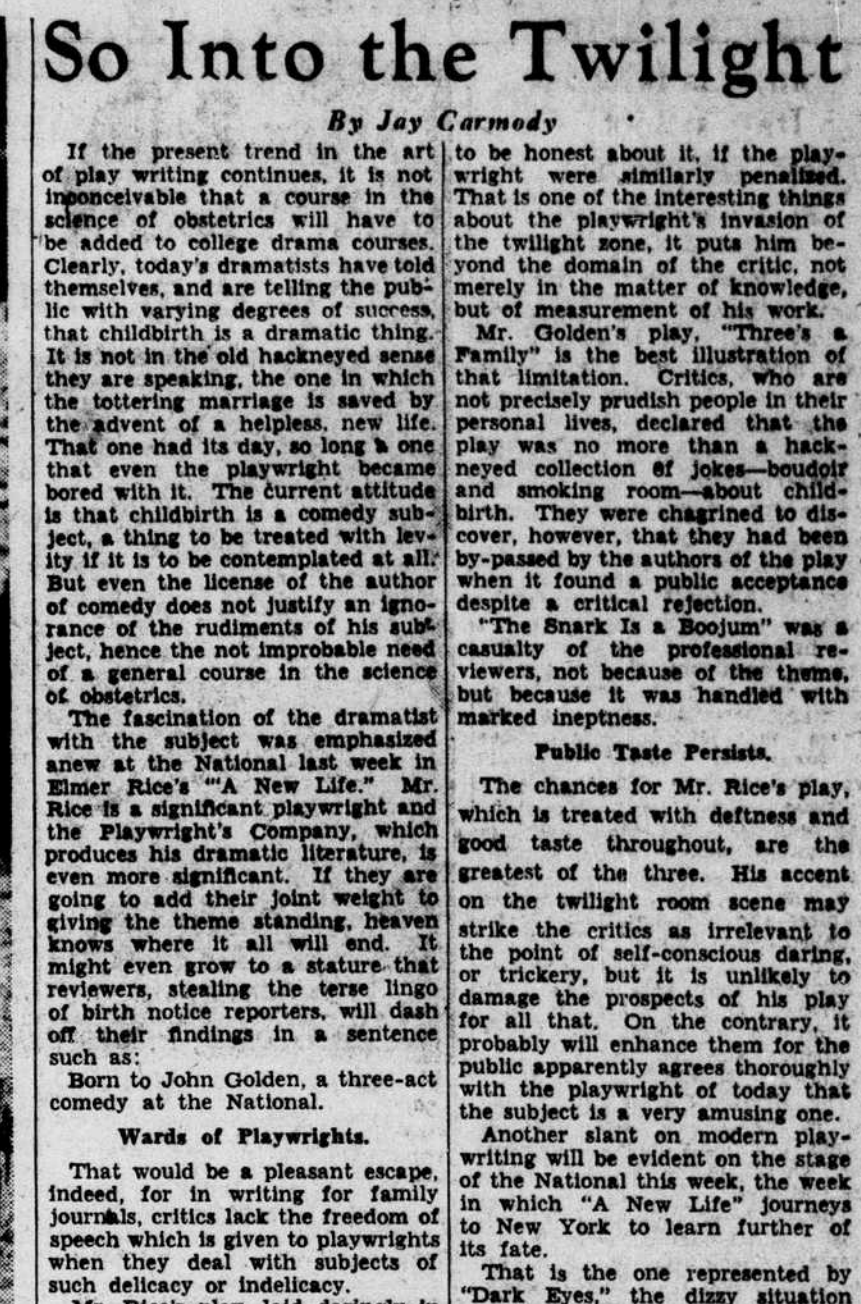 So Into the Twilight
By Jay Carmody
If the present trend in the art
of play writing continues, it is not
inconceivable that a course in the
science of obstetrics will have to
be added to college drama courses.
Clearly, today's dramatists have told
themselves, and are telling the pub-
lic with varying degrees of success,
that childbirth is a dramatic thing.
It is not in the old hackneyed sense
they are speaking, the one in which
the tottering marriage is saved by
the advent of a helpless, new life.
That one had its day, so long a one
that even the playwright became
bored with it. The current attitude
is that childbirth is a comedy sub-
ject, a thing to be treated with lev-
ity if it is to be contemplated at all.
But even the license of the author
of comedy does not justify an igno-
rance of the rudiments of his sub-
ject, hence the not improbable need
of a general course in the science
of obstetrics.
The fascination of the dramatist
with the subject was emphasized
anew at the National last week in
Elmer Rice's "'A New Life." Mr.
Rice is a significant playwright and
the Playwright's Company, which
produces his dramatic literature, is
even more significant. If they are
going to add their joint weight to
giving the theme standing, heaven
knows where it all will end. It
might even grow to a stature that
reviewers, stealing the terse lingo
of birth notice reporters, will dash
off their findings in a sentence
such as:
Born to John Golden, a three-act
comedy at the National.
Wards of Playwrights.
That would be a pleasant escape,
indeed, for in writing for family
journals, critics lack the freedom of
speech which is given to playwrights
when they deal with subjects of
such delicacy or indelicacy.
to be honest about it, if the play-
wright were similarly penalized.
That is one of the interesting things
about the playwright's invasion of
the twilight zone, it puts him be-
yond the domain of the critic, not
merely in the matter of knowledge,
but of measurement of his work.
Mr. Golden's play, "Three's a
Family" is the best illustration of
that limitation. Critics, who are
not precisely prudish people in their
personal lives, declared that the
play was no more than a hack-
neyed collection of jokes—boudoir
and smoking room—about child-
birth. They were chagrined to dis-
cover, however, that they had been
by-passed by the authors of the play
when it found a public acceptance
despite a critical rejection.
"The Snark Is a Boojum" was a
casualty of the professional re-
viewers, not because of the theme,
but because it was handled with
marked ineptness.
Public Taste Persists.
The chances for Mr. Rice's play,
which is treated with deftness and
good taste throughout, are the
greatest of the three. His accent
on the twilight room scene may
strike the critics as irrelevant to
the point of self-conscious daring,
or trickery, but it is unlikely to
damage the prospects of his play
for all that. On the contrary, it
probably will enhance them for the
public apparently agrees thoroughly
with the playwright of today that
the subject is a very amusing one.
Another slant on modern play-
writing will be evident on the stage
of the National this week, the week
in which "A New Life" journeys
to New York to learn further of
its fate.
That is the one represented by
"Dark Eyes," the dizzy situation